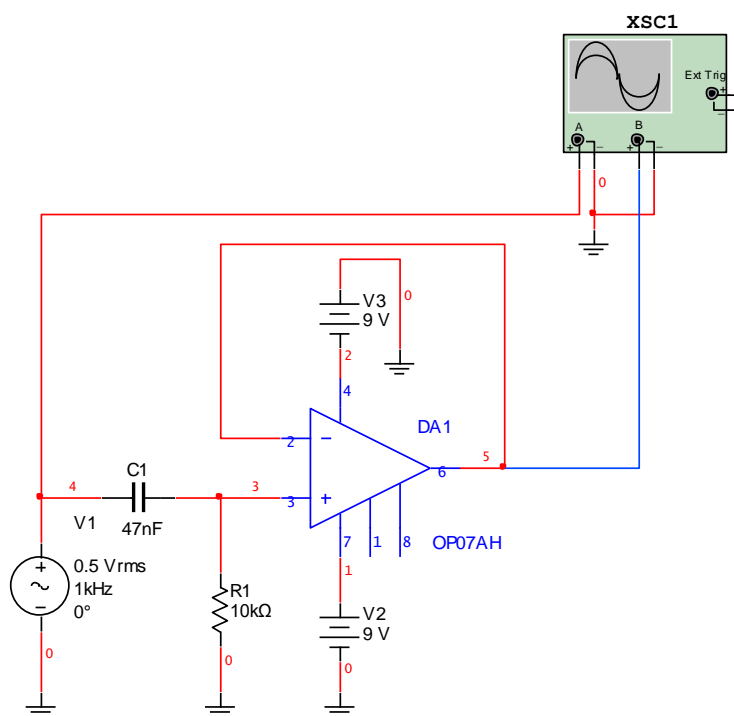 XSC1
Ext Trig
+
−
A
B
+ −
+ −
0
V3
9 V
0
2
4
DA1
2
−
6
5
4
C1
3
3
+
V1
47nF
7
1
8
OP07AH
+
0.5 Vrms
1kHz
0°
−
1
R1
10kΩ
V2
9 V
0
0
0